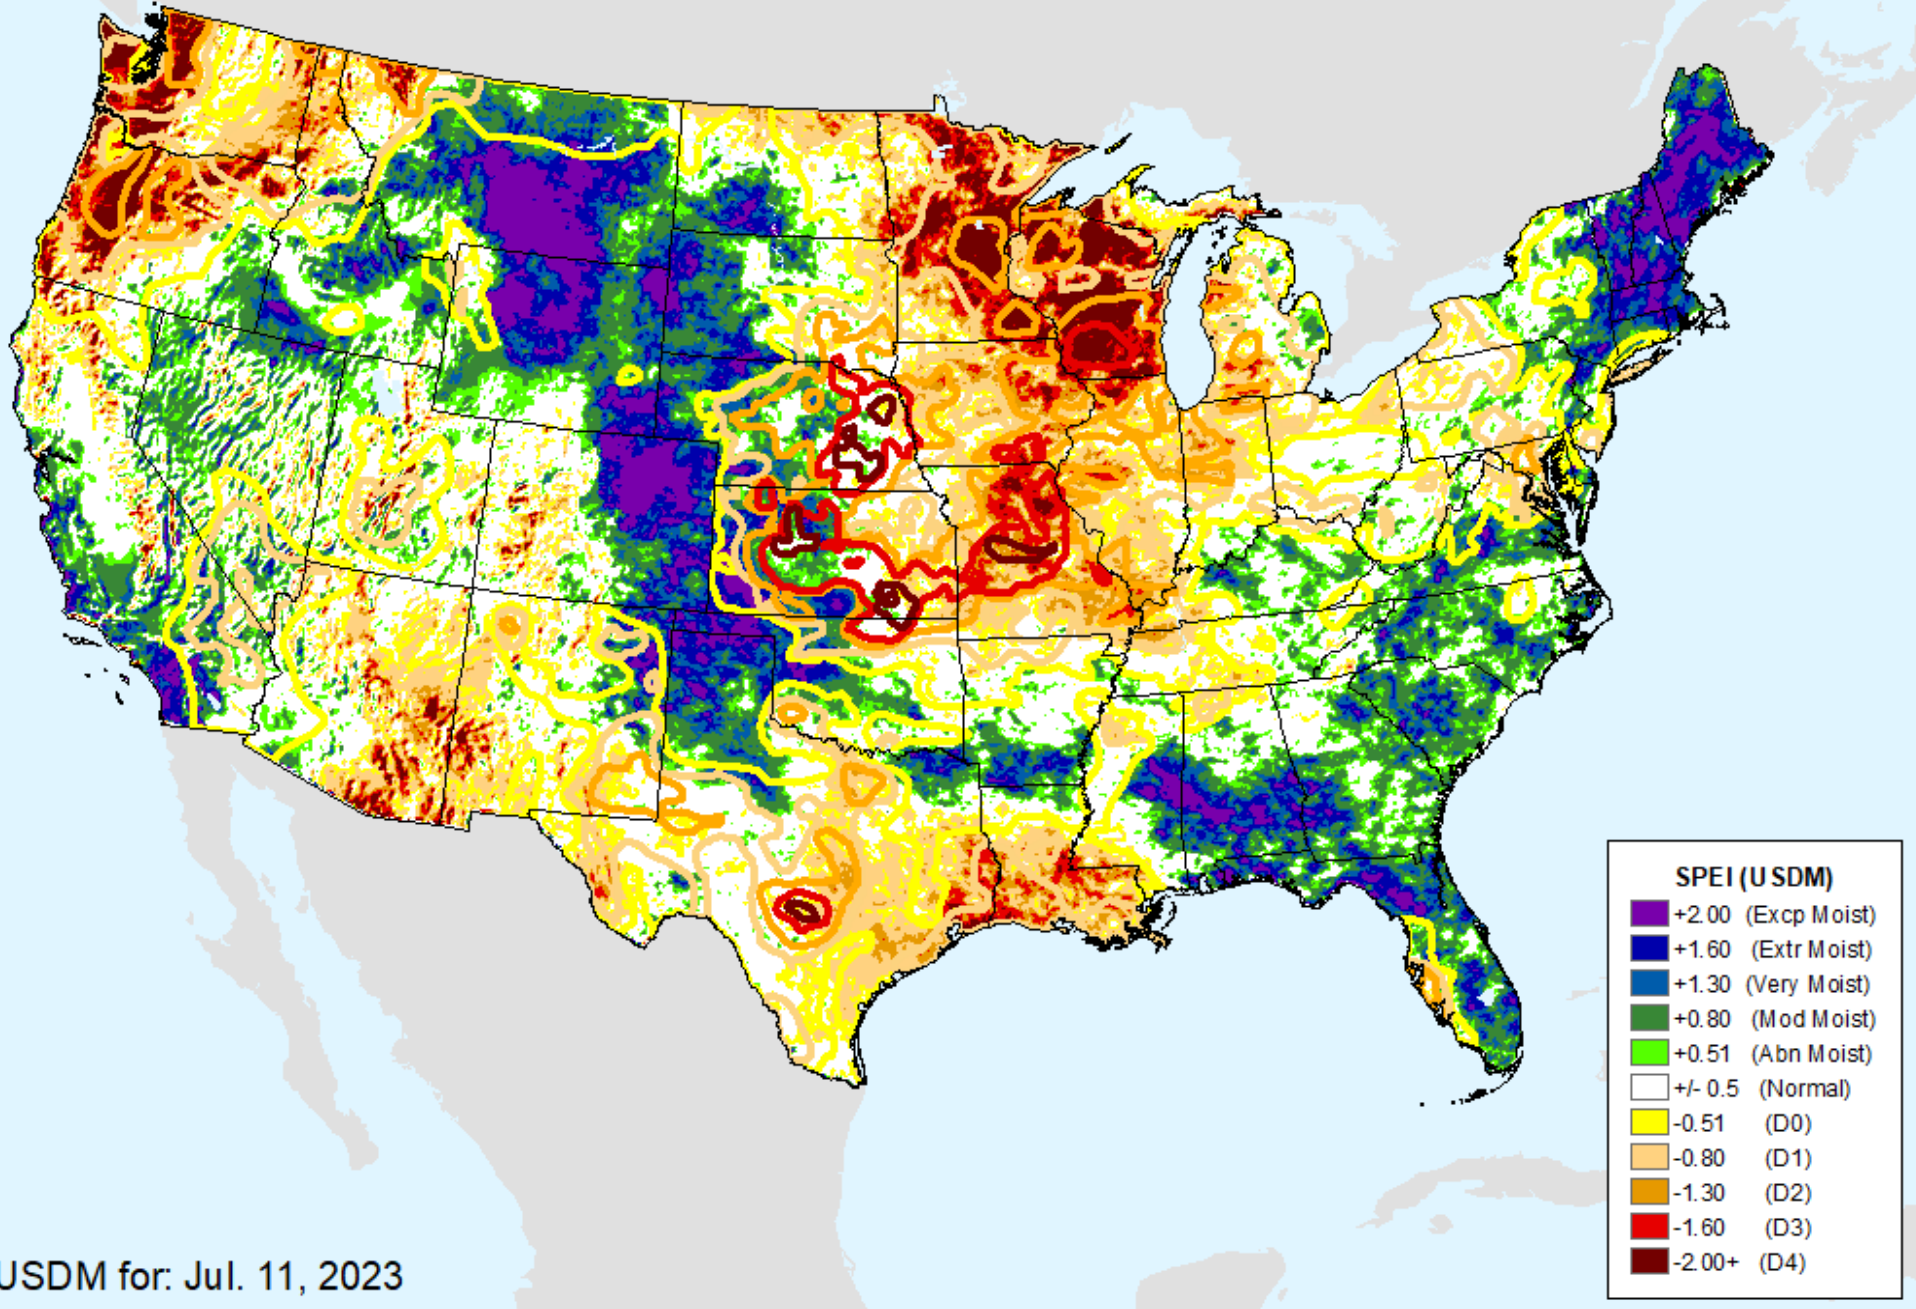 SPEI (USDM)
+2.00 (Excp Moist)
+1.60 (Extr Moist)
+1.30 (Very Moist)
+0.80 (Mod Moist)
+0.51 (Abn Moist)
+/- 0.5 (Normal)
-0.51 (D0)
-0.80 (D1)
-1.30 (D2)
-1.60 (D3)
-2.00+ (D4)
USDM for: Jul. 11, 2023